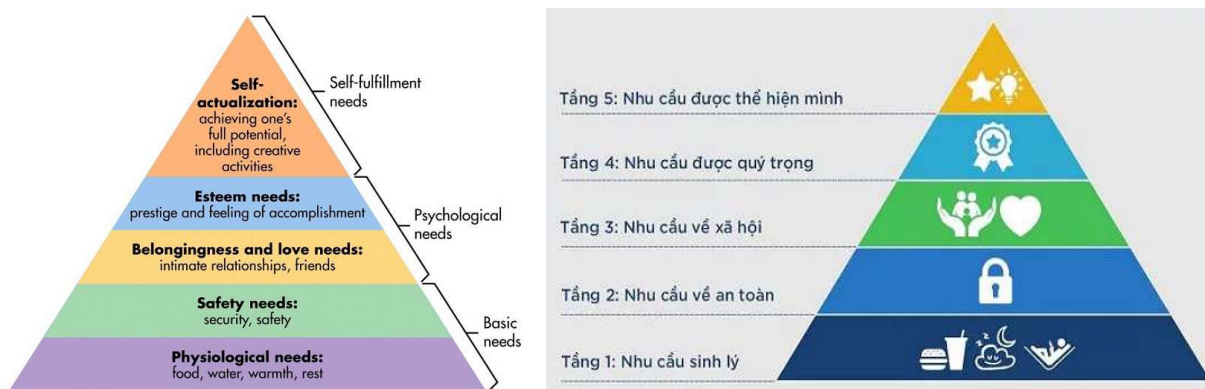 Self-
actualization:
achieving one's
full potential,
including creative
activities
Esteem needs:
prestige and feeling of accomplishment
Belongingness and love needs:
intimate relationships, friends
Safety needs:
security, safety
Physiological needs:
food, water, warmth, rest
Self-fulfillment
needs
Psychological
needs
Basic
needs
Tầng 5: Nhu cầu được thể hiện mình
Tầng 4: Nhu cầu được quý trọng
Tầng 3: Nhu cầu về xã hội
Tầng 2: Nhu cầu về an toàn
Tầng 1: Nhu cầu sinh lý